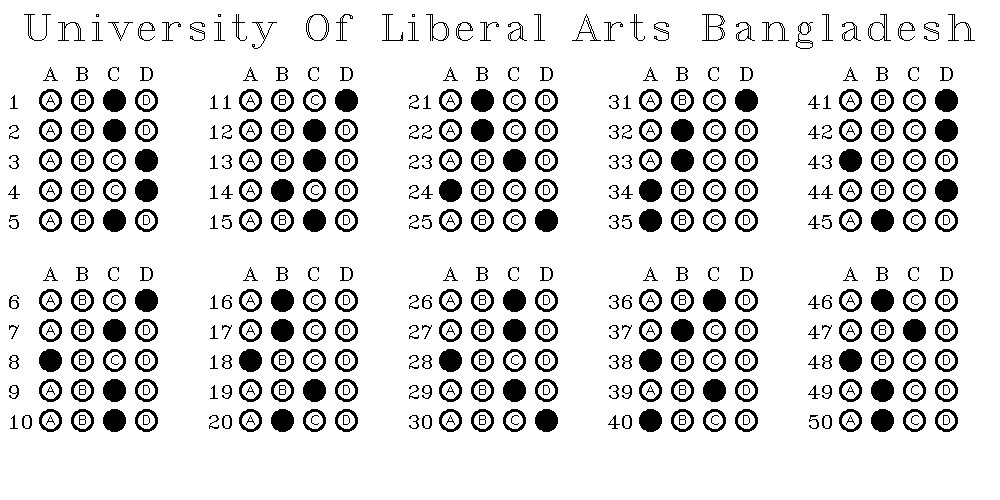 University Of Liberal Arts Bangladesh
A B C D A B C D A B C D A B C D A B C D
1 A B D 11 A B C 21 A C D 31 A B C 41 A B C
2 A B D 12 A B D 22 A C D 32 A C D 42 A B C
3 A B C 13 A B D 23 A B D 33 A C D 43 B C D
4 A B C 14 A C D 24 B C D 34 B C D 44 A B C
5 A B D 15 A B D 25 A B C 35 B C D 45 A C D
A B C D A B C D A B C D A B C D A B C D
6 A B C 16 A C D 26 A B D 36 A B D 46 A C D
7 A B D 17 A C D 27 A B D 37 A C D 47 A B D
8 B C D 18 B C D 28 B C D 38 B C D 48 B C D
9 A B D 19 A B D 29 A B D 39 A B D 49 A C D
10 A B D 20 A C D 30 A B C 40 B C D 50 A C D